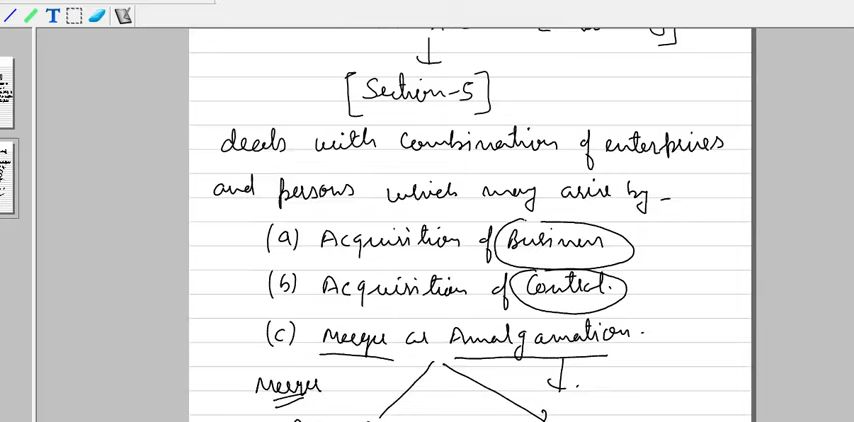 [Section-5]
deals with combination of enterprises
and persons which may arise by -
(a) Acquisition of Business
(b) Acquisition of Control.
(c) Merger or Amalgamation.
Merger